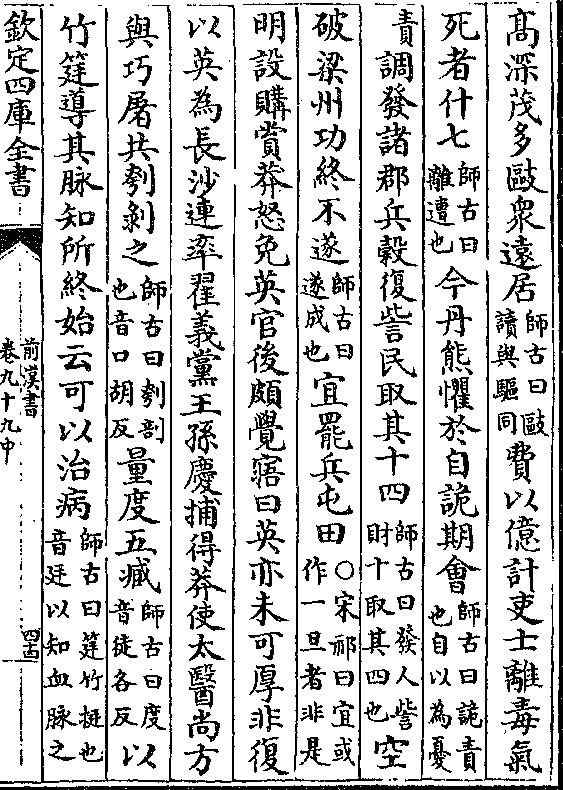 髙深茂多敺衆遠居師古曰敺讀與驅同費以億計吏士離毒氣
死者什七師古曰離遭也今丹熊懼於自詭期會師古曰詭責也自以為憂
責調發諸郡兵穀復訾民取其十四師古曰發人訾財十取其四也空
破梁州功終不遂師古曰遂成也宜罷兵屯田○宋祁曰宜或作一旦者非是
明設購賞莽怒免英官後頗覺寤曰英亦未可厚非復
以英為長沙連率翟義黨王孫慶捕得莽使太醫尚方
與巧屠共刳剝之師古曰刳剖也音口胡反量度五臧師古曰度音徒各反以
竹筳導其脉知所終始云可以治病師古曰筳竹挺也音廷以知血脉之
欽定四庫全書
前漢書
卷九十九中